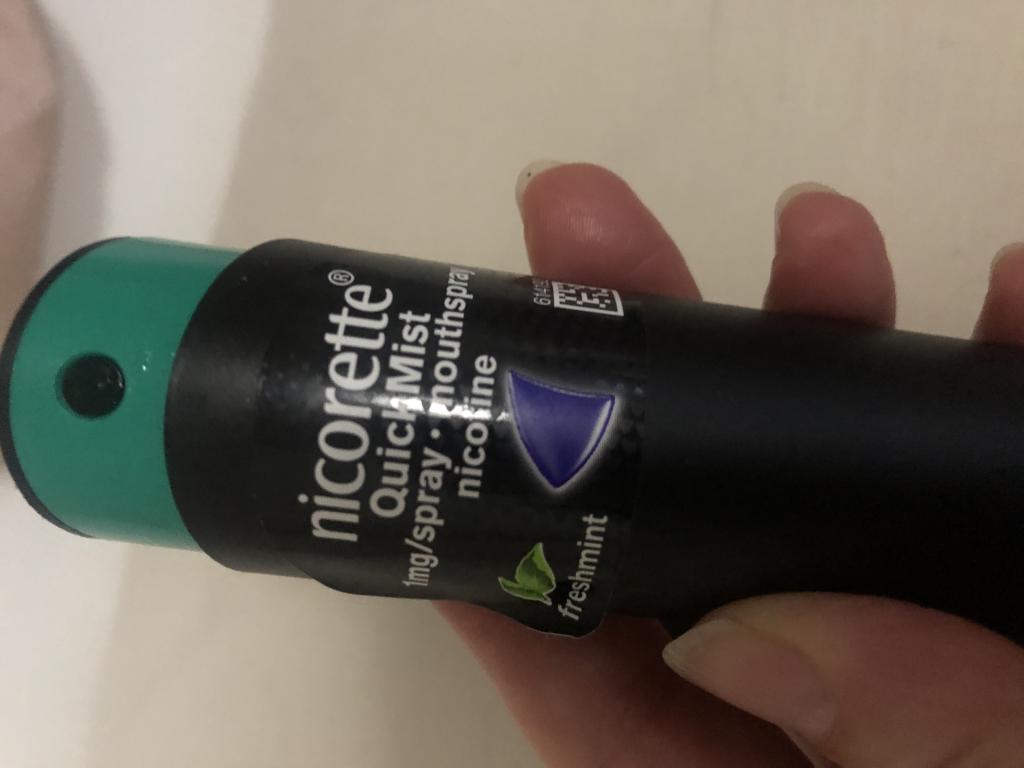 nicorette®
QuickMist
1mg/spray · mouthspray
nicotine
freshmint